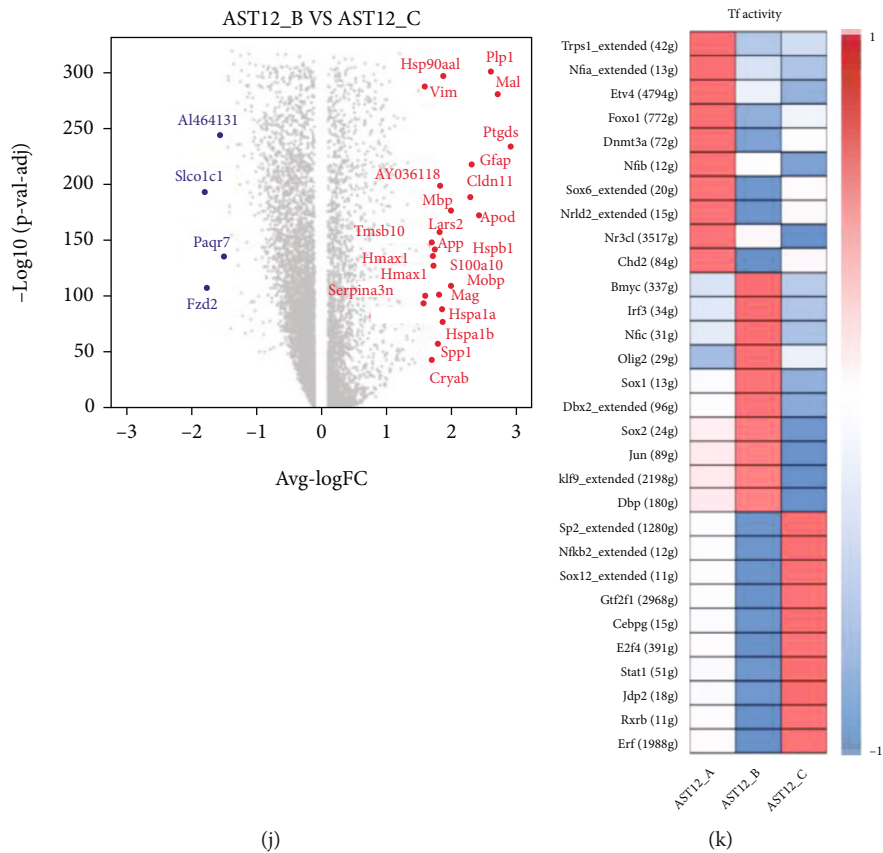 AST12_B VS AST12_C
−Log10 (p-val-adj)
300
250
200
150
100
50
0
−3
−2
−1
0
1
2
3
Avg-logFC
Al464131
Slco1c1
Paqr7
Fzd2
Hsp90aal
Plp1
Vim
Mal
Ptgds
Gfap
AY036118
Cldn11
Mbp
Apod
Tmsb10
Lars2
App
Hspb1
Hmax1
S100a10
Hmax1
Mobp
Serpina3n
Mag
Hspa1a
Hspa1b
Spp1
Cryab
(j)
Tf activity
Trps1_extended (42g)
Nfia_extended (13g)
Etv4 (4794g)
Foxo1 (772g)
Dnmt3a (72g)
Nfib (12g)
Sox6_extended (20g)
Nrld2_extended (15g)
Nr3cl (3517g)
Chd2 (84g)
Bmyc (337g)
Irf3 (34g)
Nfic (31g)
Olig2 (29g)
Sox1 (13g)
Dbx2_extended (96g)
Sox2 (24g)
Jun (89g)
klf9_extended (2198g)
Dbp (180g)
Sp2_extended (1280g)
Nfkb2_extended (12g)
Sox12_extended (11g)
Gtf2f1 (2968g)
Cebpg (15g)
E2f4 (391g)
Stat1 (51g)
Jdp2 (18g)
Rxrb (11g)
Erf (1988g)
AST12_A
AST12_B
AST12_C
1
−1
(k)